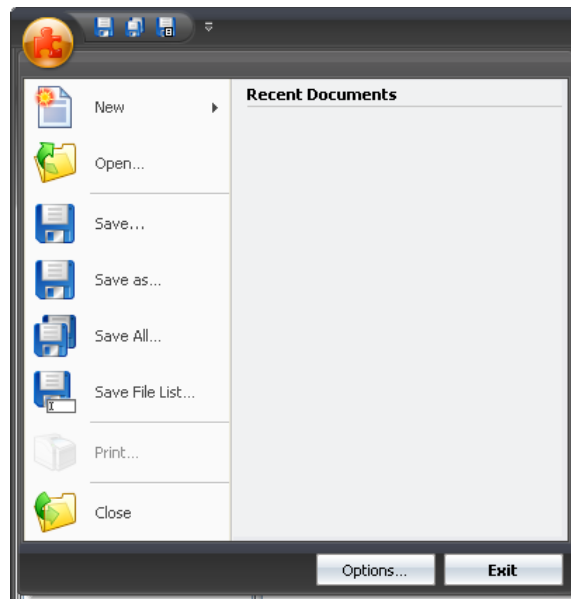 New
Open...
Save...
Save as...
Save All...
Save File List...
Print...
Close
Recent Documents
Options...
Exit